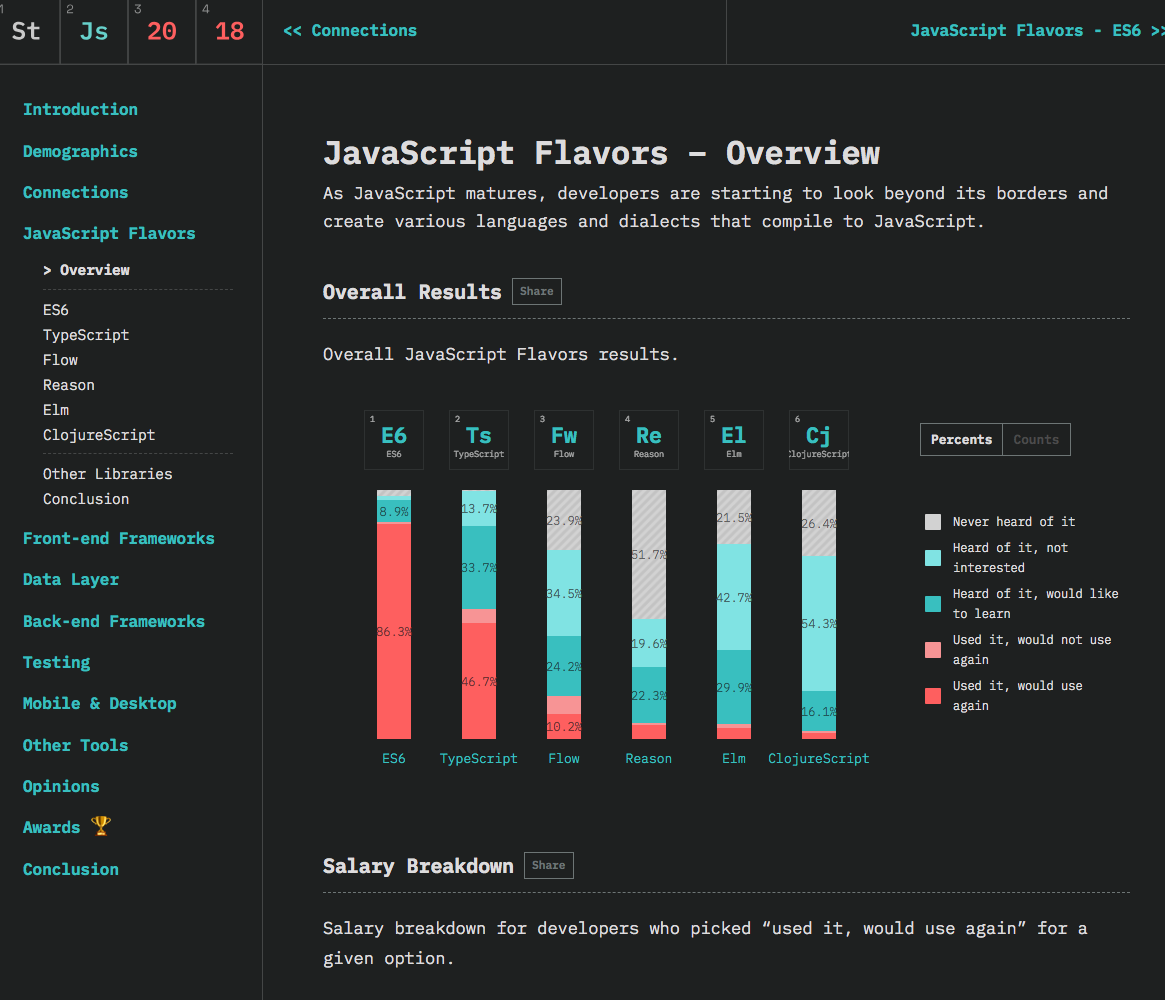 1 St 2 Js 3 20 4 18
<< Connections
JavaScript Flavors - ES6 >>
Introduction
Demographics
Connections
JavaScript Flavors
> Overview
ES6
TypeScript
Flow
Reason
Elm
ClojureScript
Other Libraries
Conclusion
Front-end Frameworks
Data Layer
Back-end Frameworks
Testing
Mobile & Desktop
Other Tools
Opinions
Awards 🏆
Conclusion
JavaScript Flavors – Overview
As JavaScript matures, developers are starting to look beyond its borders and
create various languages and dialects that compile to JavaScript.
Overall Results Share
Overall JavaScript Flavors results.
1 E6 ES6
2 Ts TypeScript
3 Fw Flow
4 Re Reason
5 El Elm
6 Cj ClojureScript
Percents Counts
8.9%
86.3%
13.7%
33.7%
46.7%
23.9%
34.5%
24.2%
10.2%
51.7%
19.6%
22.3%
21.5%
42.7%
29.9%
26.4%
54.3%
16.1%
ES6 TypeScript Flow Reason Elm ClojureScript
Never heard of it
Heard of it, not
interested
Heard of it, would like
to learn
Used it, would not use
again
Used it, would use
again
Salary Breakdown Share
Salary breakdown for developers who picked “used it, would use again” for a
given option.